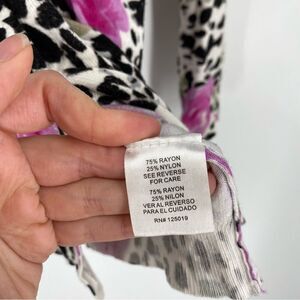 75% RAYON
25% NYLON
SEE REVERSE
FOR CARE
75% RAYON
25% NILON
VER AL REVERSO
PARA EL CUIDADO
RN# 125019